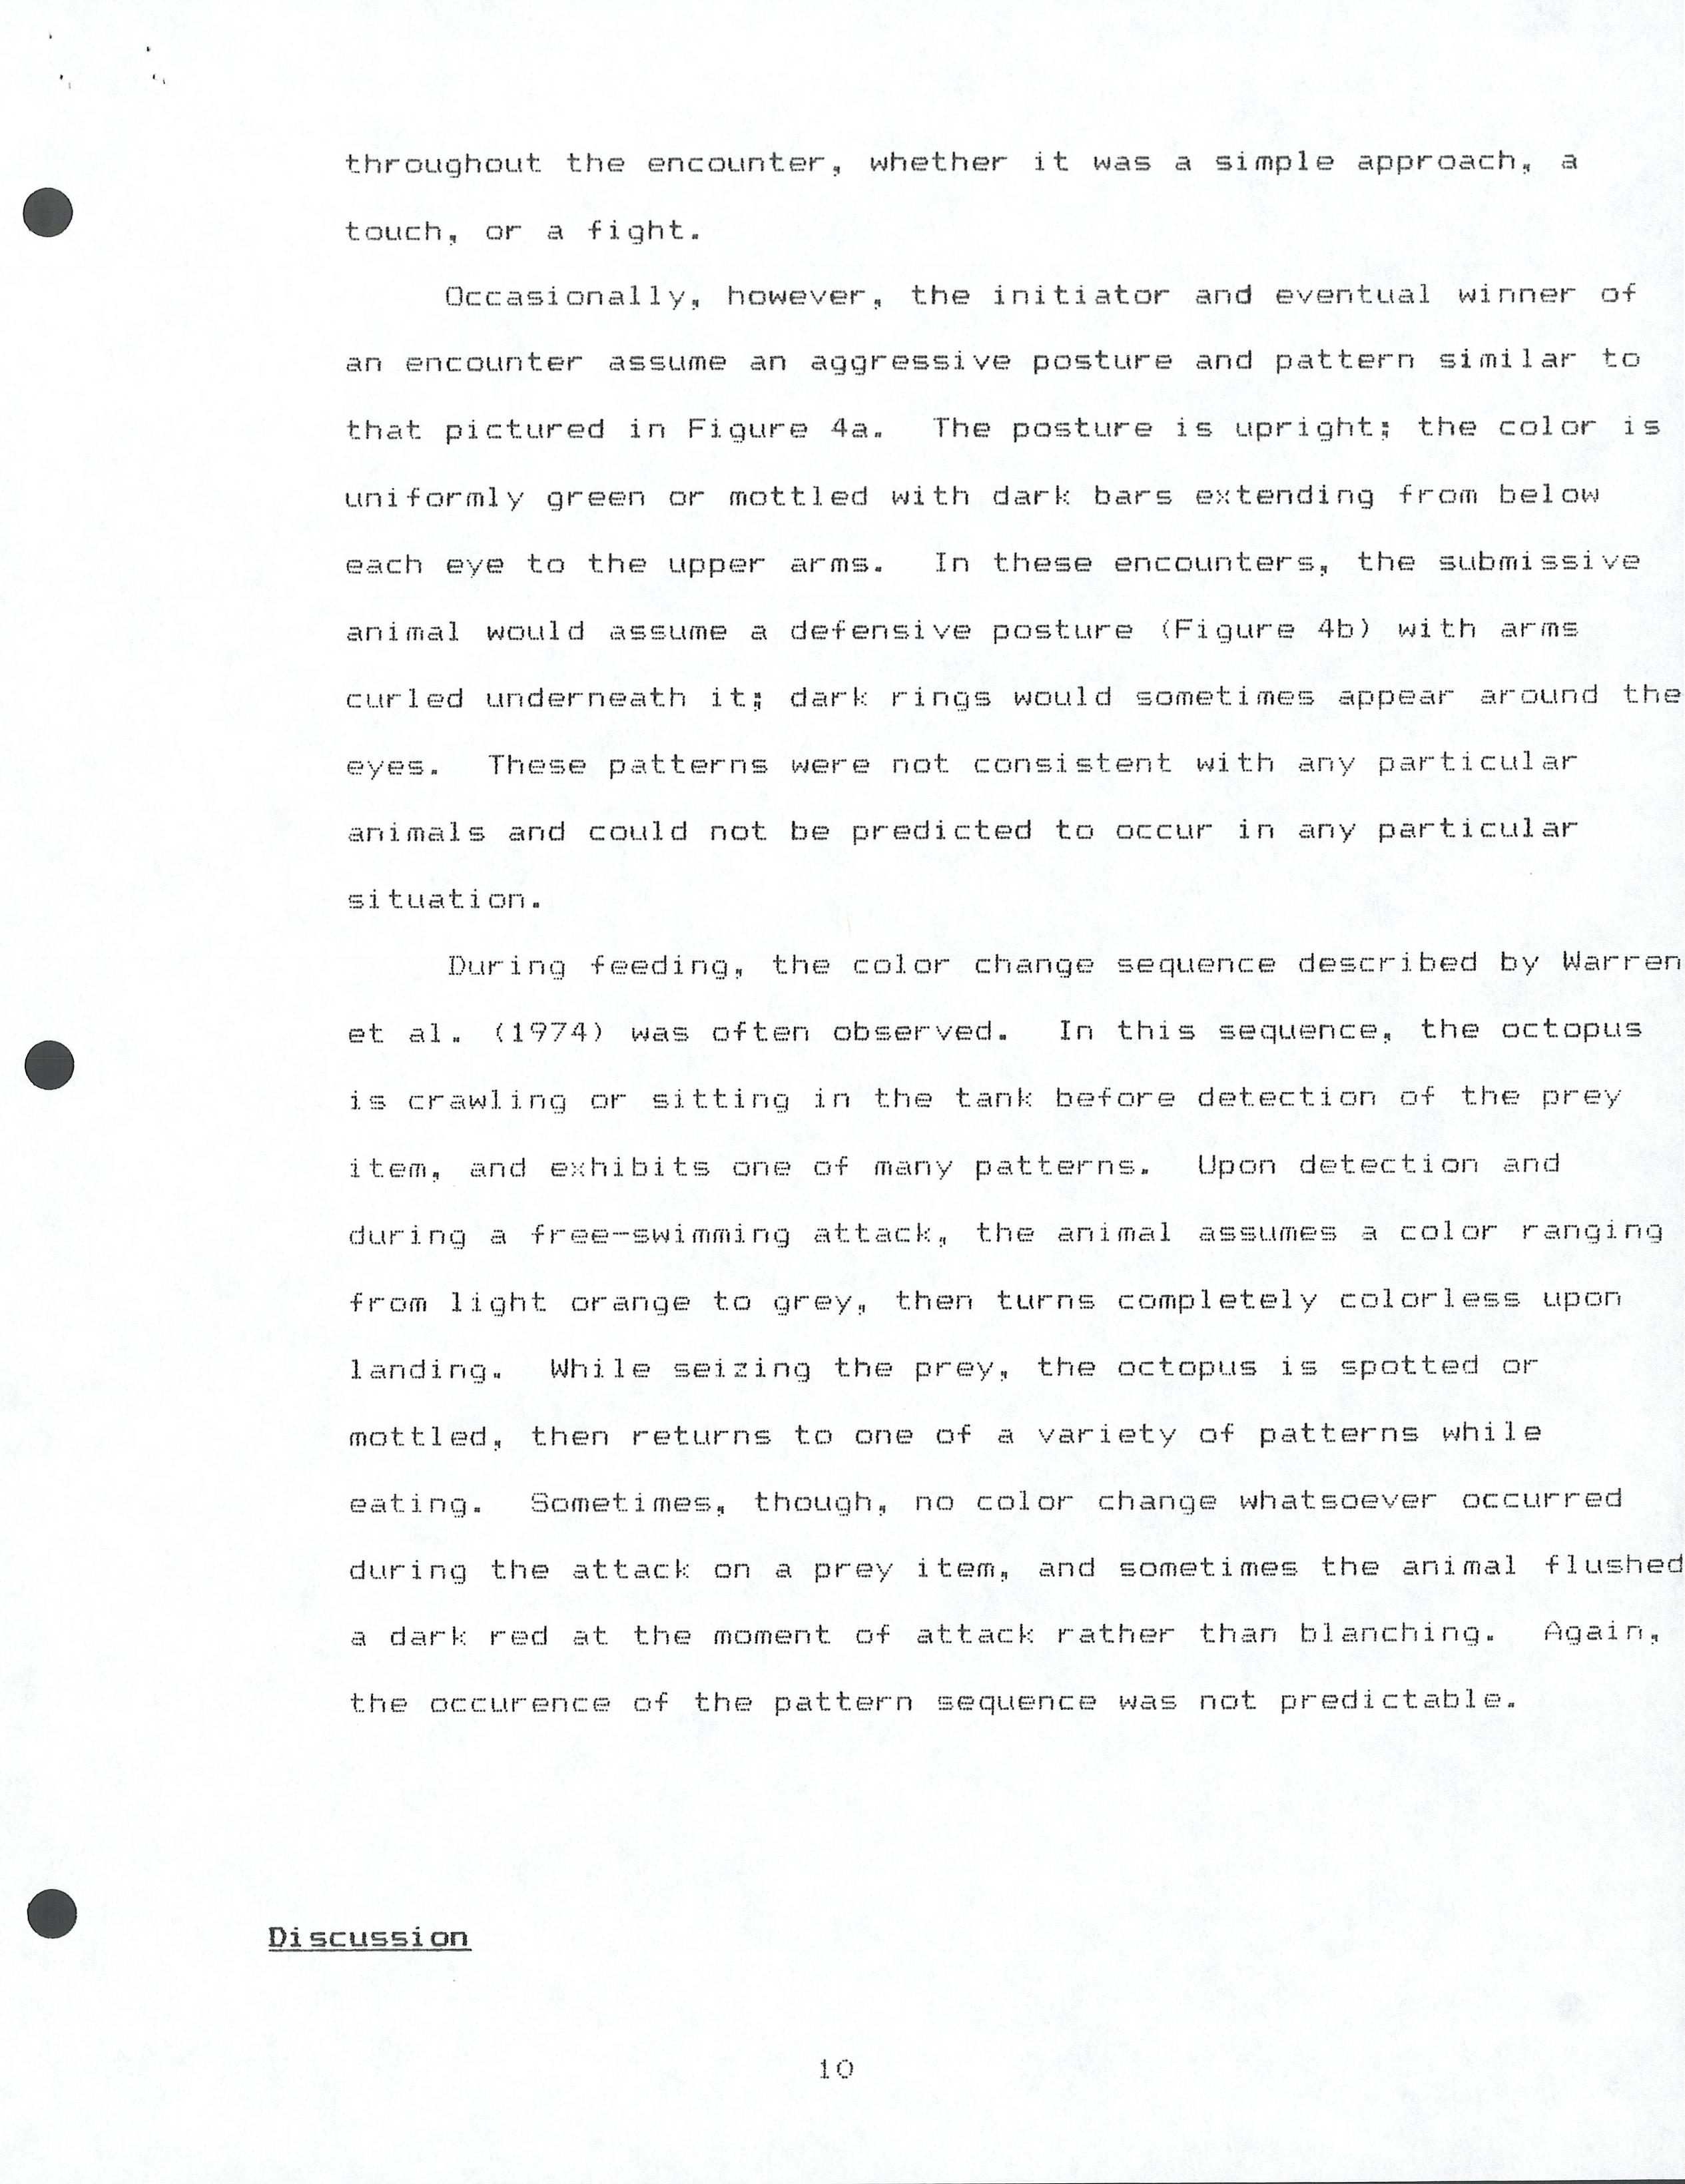 throughout the encounter, whether it was a simple approach, a
touch, or a fight.
Occasionally, however, the initiator and eventual winner of
an encounter assume an aggressive posture and pattern similar to
that pictured in Figure 4a.  The posture is upright; the color is
uniformly green or mottled with dark bars extending from below
each eye to the upper arms.  In these encounters, the submissive
animal would assume a defensive posture (Figure 4b) with arms
curled underneath it; dark rings would sometimes appear around the
eyes.  These patterns were not consistent with any particular
animals and could not be predicted to occur in any particular
situation.
During feeding, the color change sequence described by Warren
et al. (1974) was often observed.  In this sequence, the octopus
is crawling or sitting in the tank before detection of the prey
item, and exhibits one of many patterns.  Upon detection and
during a free-swimming attack, the animal assumes a color ranging
from light orange to grey, then turns completely colorless upon
landing.  While seizing the prey, the octopus is spotted or
mottled, then returns to one of a variety of patterns while
eating.  Sometimes, though, no color change whatsoever occurred
during the attack on a prey item, and sometimes the animal flushed
a dark red at the moment of attack rather than blanching.  Again,
the occurence of the pattern sequence was not predictable.
Discussion
10